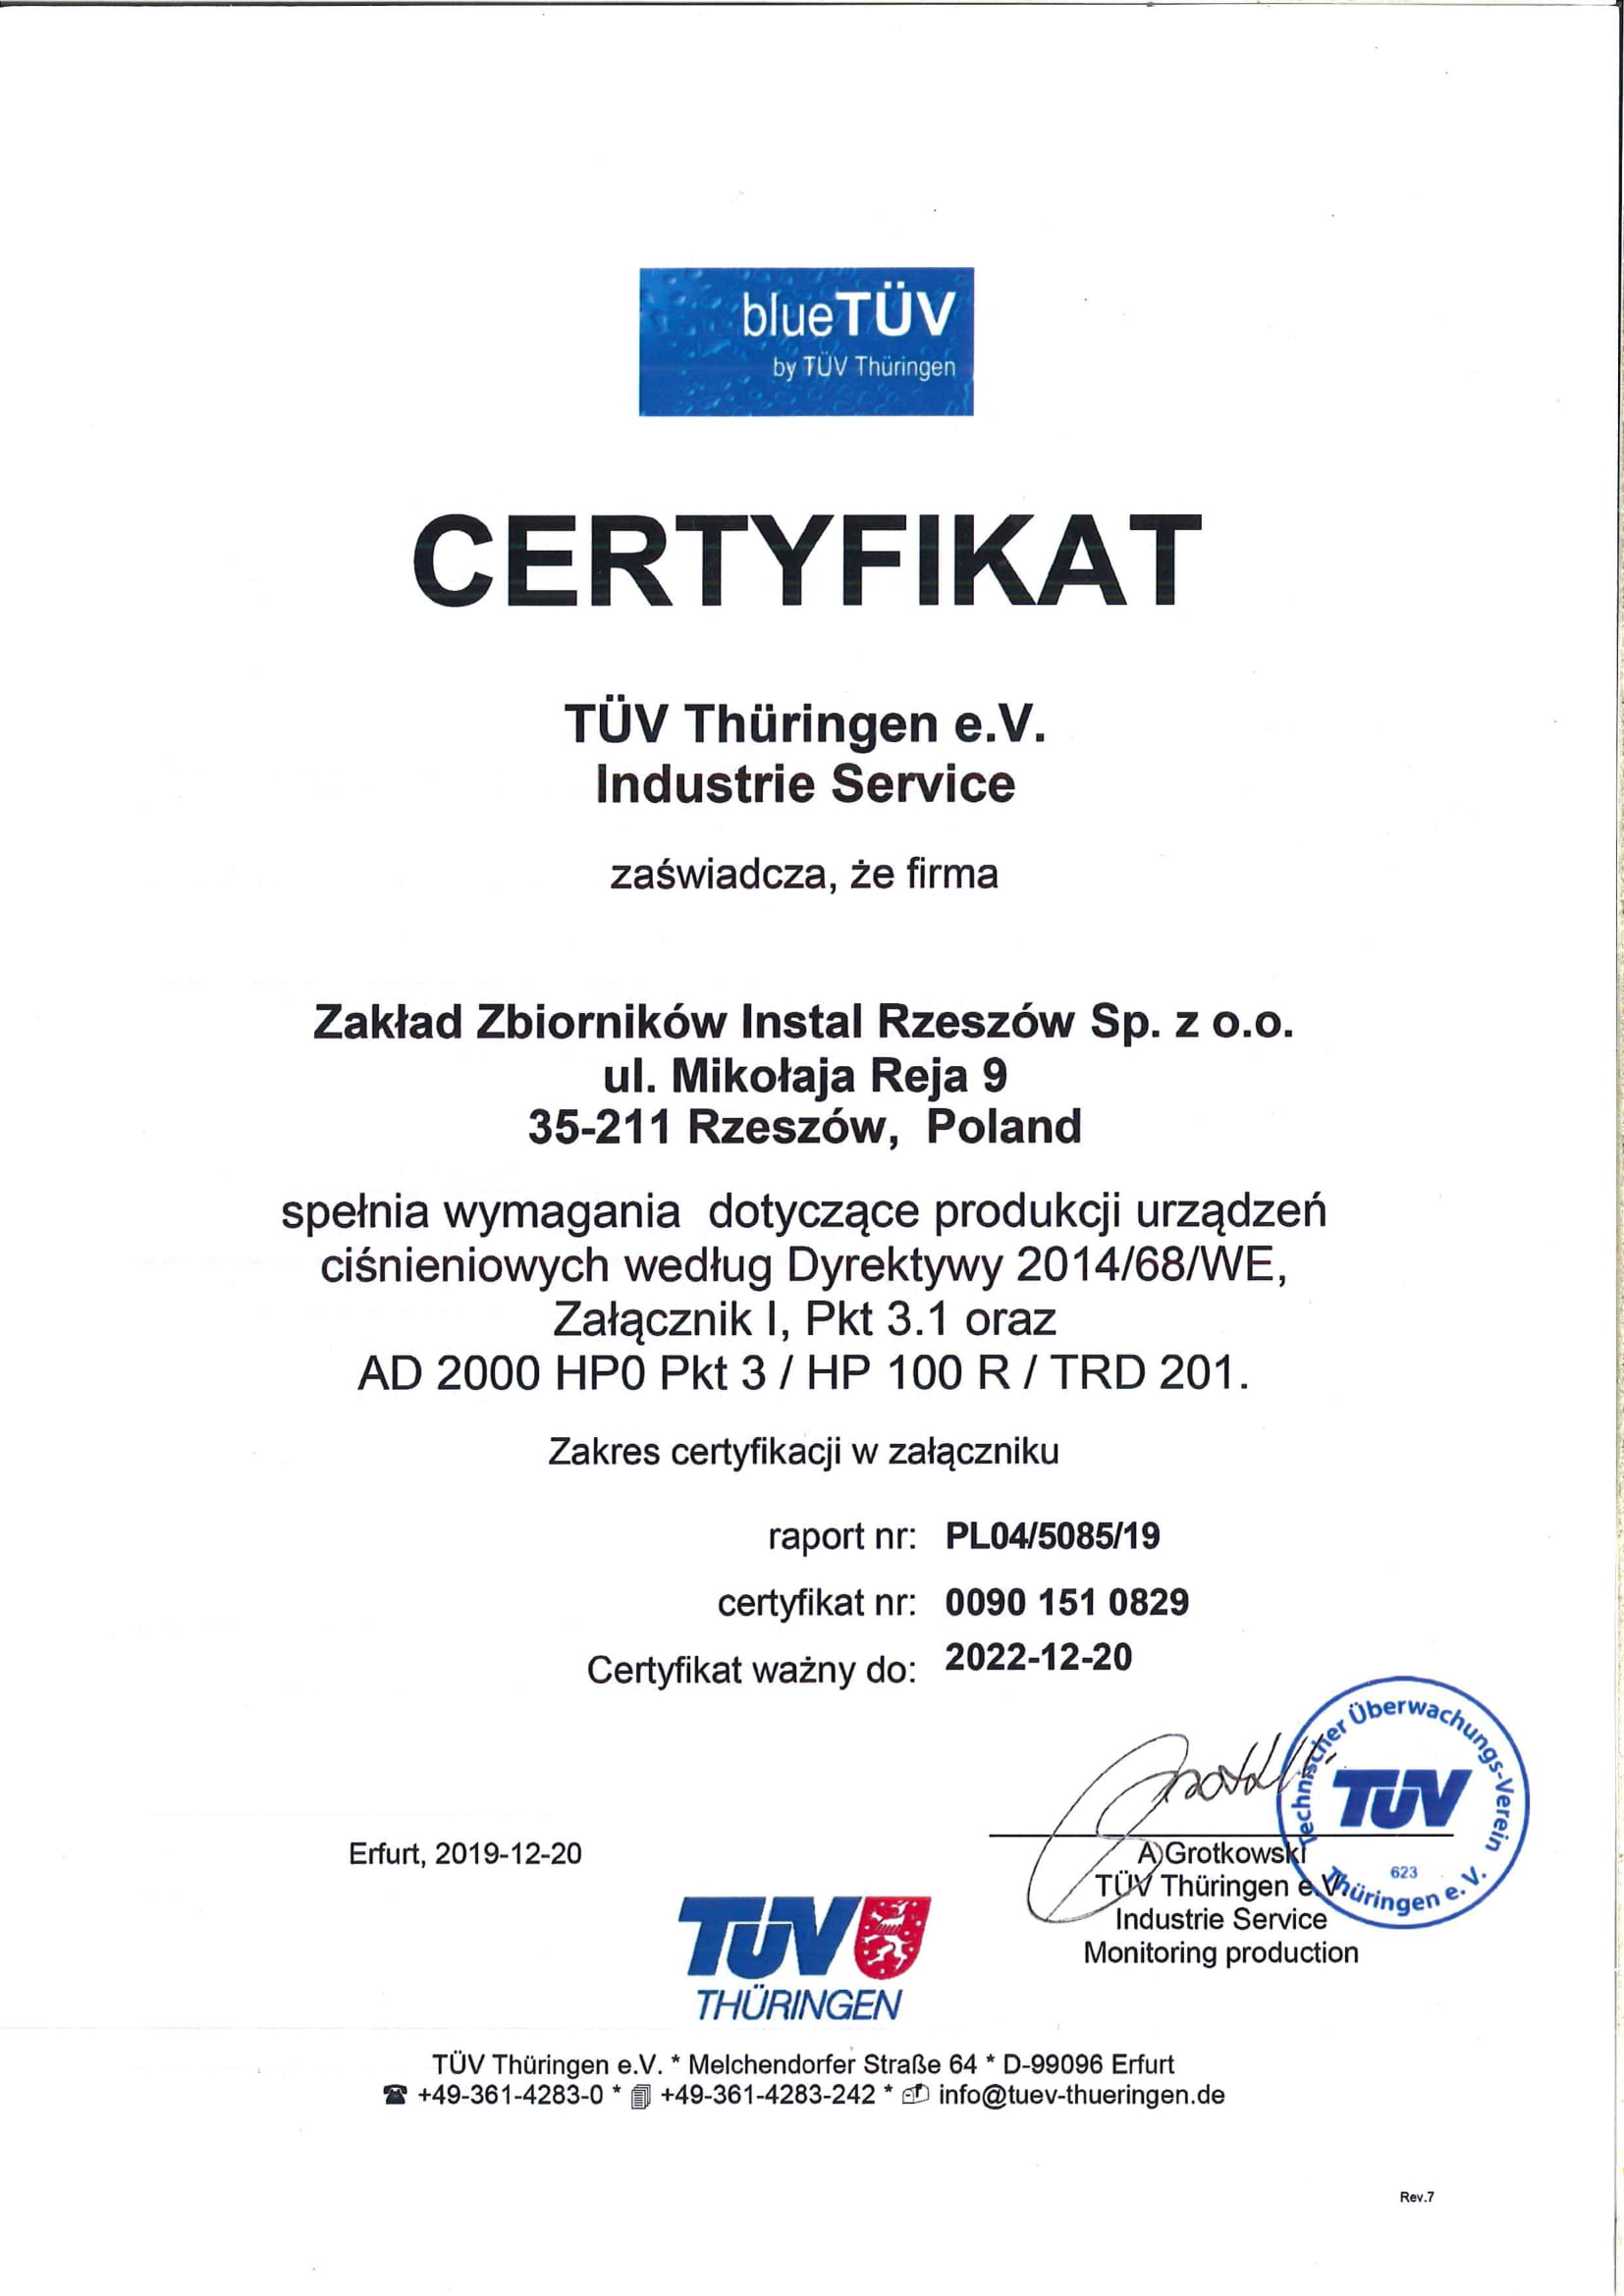 blueTÜV
by TÜV Thüringen
CERTYFIKAT
TÜV Thüringen e.V.
Industrie Service
zaświadcza, że firma
Zakład Zbiorników Instal Rzeszów Sp. z o.o.
ul. Mikołaja Reja 9
35-211 Rzeszów, Poland
spełnia wymagania dotyczące produkcji urządzeń
ciśnieniowych według Dyrektywy 2014/68/WE,
Załącznik I, Pkt 3.1 oraz
AD 2000 HP0 Pkt 3 / HP 100 R / TRD 201.
Zakres certyfikacji w załączniku
raport nr: PL04/5085/19
certyfikat nr: 0090 151 0829
Certyfikat ważny do: 2022-12-20
Technischer Überwachungs-Verein
TÜV
623
Thüringen e. V.
Erfurt, 2019-12-20
A Grotkowski
TÜV Thüringen e.V.
Industrie Service
Monitoring production
TÜV
THÜRINGEN
TÜV Thüringen e.V. * Melchendorfer Straße 64 * D-99096 Erfurt
+49-361-4283-0 * +49-361-4283-242 * info@tuev-thueringen.de
Rev.7